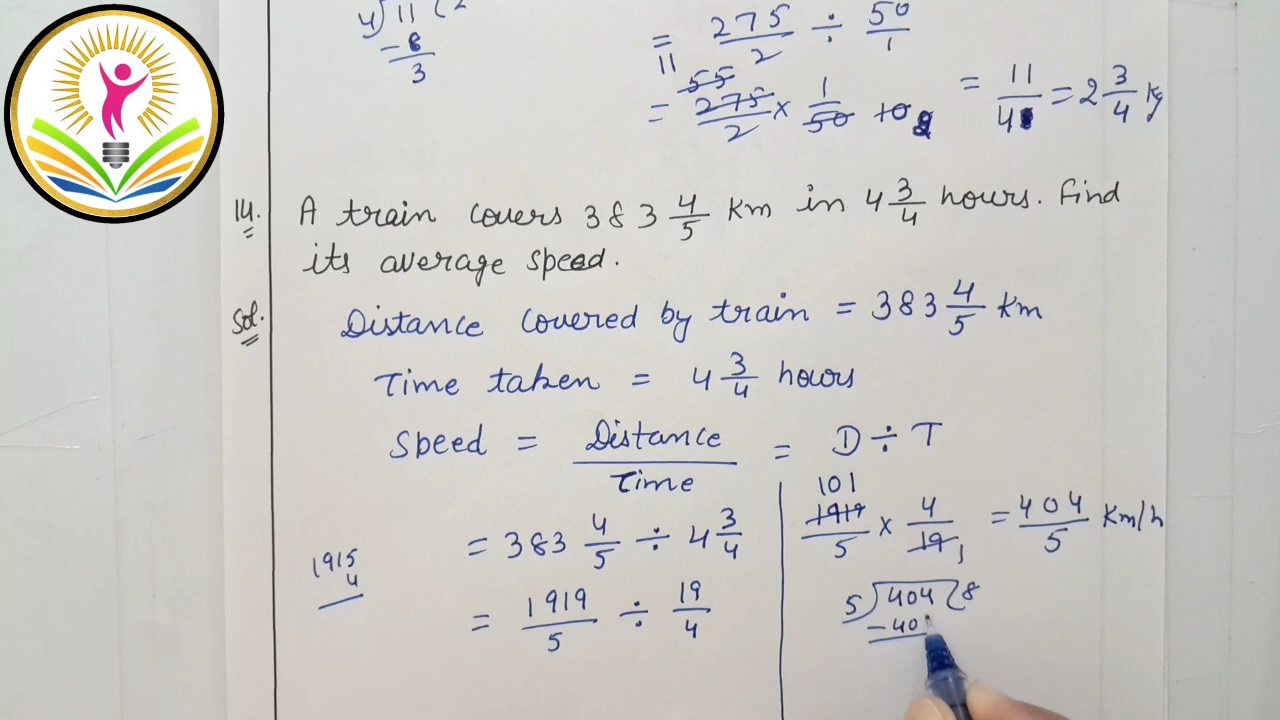 4) 11 ( 2
- 8
3
= 275/2 ÷ 50/1
11
55
= 275/2 × 1/50 10 2
= 11/4 = 2 3/4 kg
14. A train covers 383 4/5 Km in 4 3/4 hours. Find
its average speed.
Sol. Distance covered by train = 383 4/5 Km
Time taken = 4 3/4 hours
Speed = Distance/Time = D ÷ T
= 383 4/5 ÷ 4 3/4
1915
4
= 1919/5 ÷ 19/4
101
1919/5 × 4/19 1 = 404/5 Km/h
5) 404 ( 8
- 40